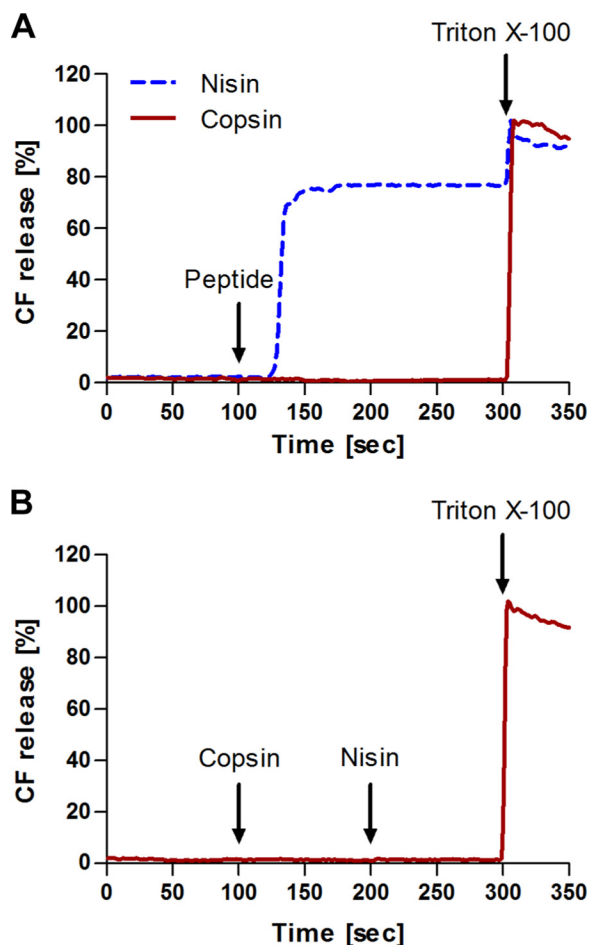 A
Triton X-100
120
Nisin
Copsin
100
80
60
40
20
0
CF release [%]
Peptide
0 50 100 150 200 250 300 350
Time [sec]
B
Triton X-100
120
100
80
60
40
20
0
CF release [%]
Copsin Nisin
0 50 100 150 200 250 300 350
Time [sec]